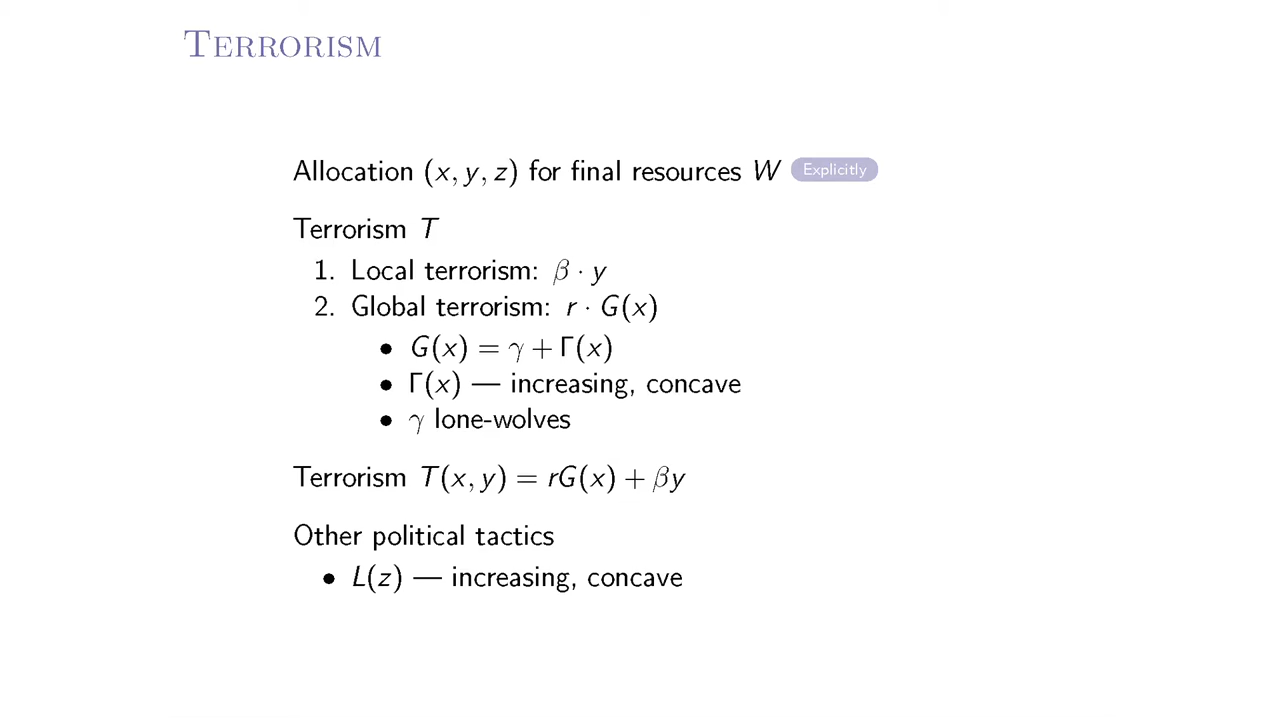 Terrorism
Allocation (x, y, z) for final resources W Explicitly
Terrorism T
1. Local terrorism: β · y
2. Global terrorism: r · G(x)
• G(x) = γ + Γ(x)
• Γ(x) — increasing, concave
• γ lone-wolves
Terrorism T(x, y) = rG(x) + βy
Other political tactics
• L(z) — increasing, concave